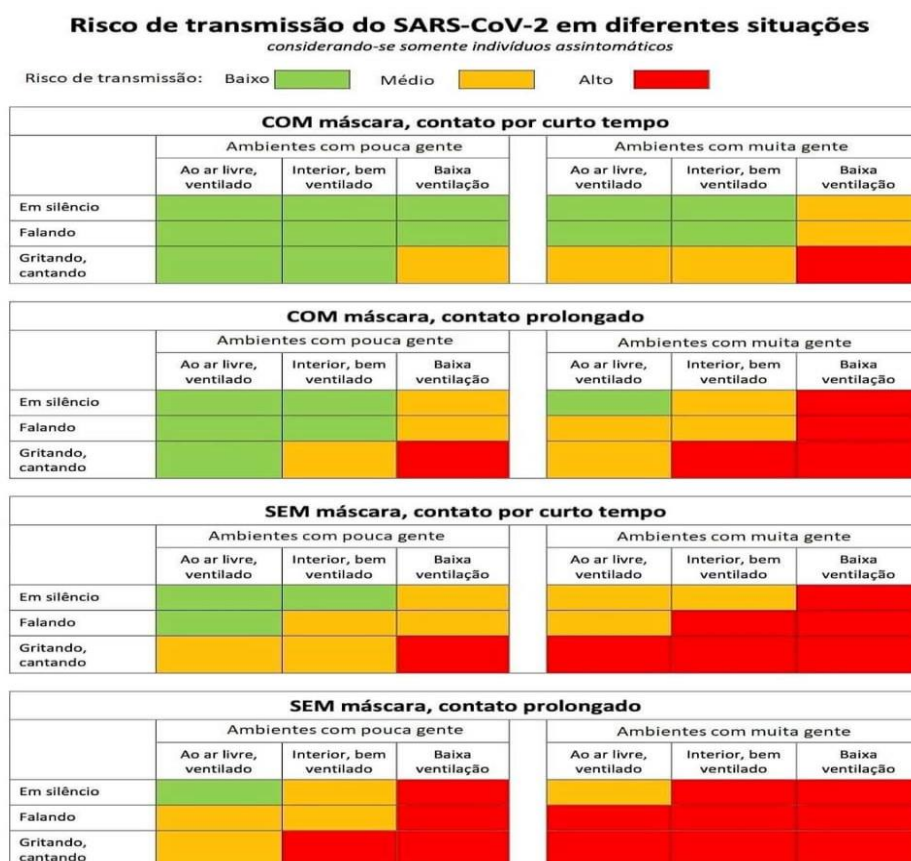 Risco de transmissão do SARS-CoV-2 em diferentes situações
considerando-se somente indivíduos assintomáticos
Risco de transmissão: Baixo Médio Alto
COM máscara, contato por curto tempo
Ambientes com pouca gente Ambientes com muita gente
Ao ar livre, Interior, bem Baixa Ao ar livre, Interior, bem Baixa
ventilado ventilado ventilação ventilado ventilado ventilação
Em silêncio
Falando
Gritando,
cantando
COM máscara, contato prolongado
Ambientes com pouca gente Ambientes com muita gente
Ao ar livre, Interior, bem Baixa Ao ar livre, Interior, bem Baixa
ventilado ventilado ventilação ventilado ventilado ventilação
Em silêncio
Falando
Gritando,
cantando
SEM máscara, contato por curto tempo
Ambientes com pouca gente Ambientes com muita gente
Ao ar livre, Interior, bem Baixa Ao ar livre, Interior, bem Baixa
ventilado ventilado ventilação ventilado ventilado ventilação
Em silêncio
Falando
Gritando,
cantando
SEM máscara, contato prolongado
Ambientes com pouca gente Ambientes com muita gente
Ao ar livre, Interior, bem Baixa Ao ar livre, Interior, bem Baixa
ventilado ventilado ventilação ventilado ventilado ventilação
Em silêncio
Falando
Gritando,
cantando